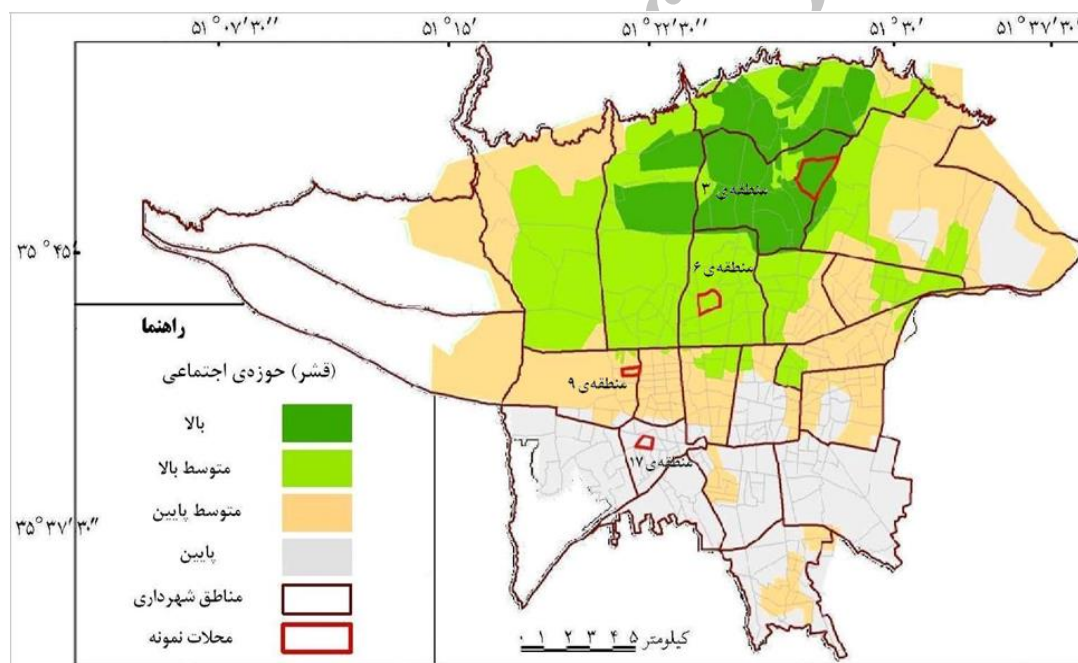 ۵۱ °۰۷′,۳۰″
۵۱ °۱۵′
۵۱ °۲۲′,۳۰″
۵۱ °۳۰′
۵۱ °۳۷′,۳۰″
۳۵ °۴۵′
۳۵ °۳۷′,۳۰″
منطقه‌ی ۳
منطقه‌ی ۶
منطقه‌ی ۹
منطقه‌ی ۱۷
راهنما
(قشر) حوزه‌ی اجتماعی
بالا
متوسط بالا
متوسط پایین
پایین
مناطق شهرداری
محلات نمونه
۰ ۱ ۲ ۳ ۴ ۵ کیلومتر